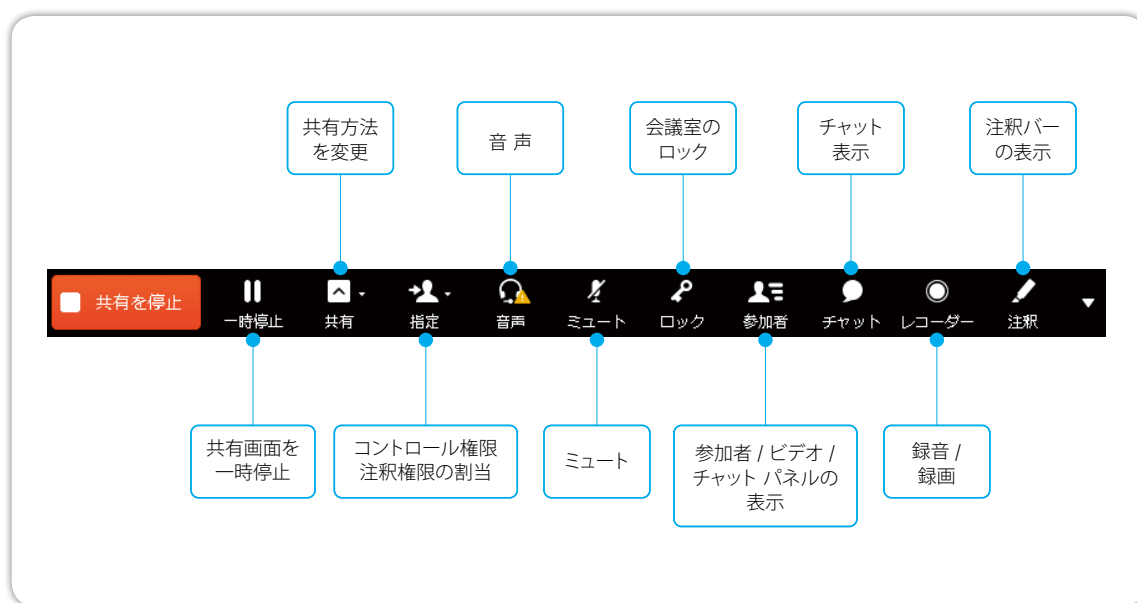 共有方法
を変更
音 声
会議室の
ロック
チャット
表示
注釈バー
の表示
共有を停止
一時停止
共有
指定
音声
ミュート
ロック
参加者
チャット
レコーダー
注釈
共有画面を
一時停止
コントロール権限
注釈権限の割当
ミュート
参加者 / ビデオ /
チャット パネルの
表示
録音 /
録画